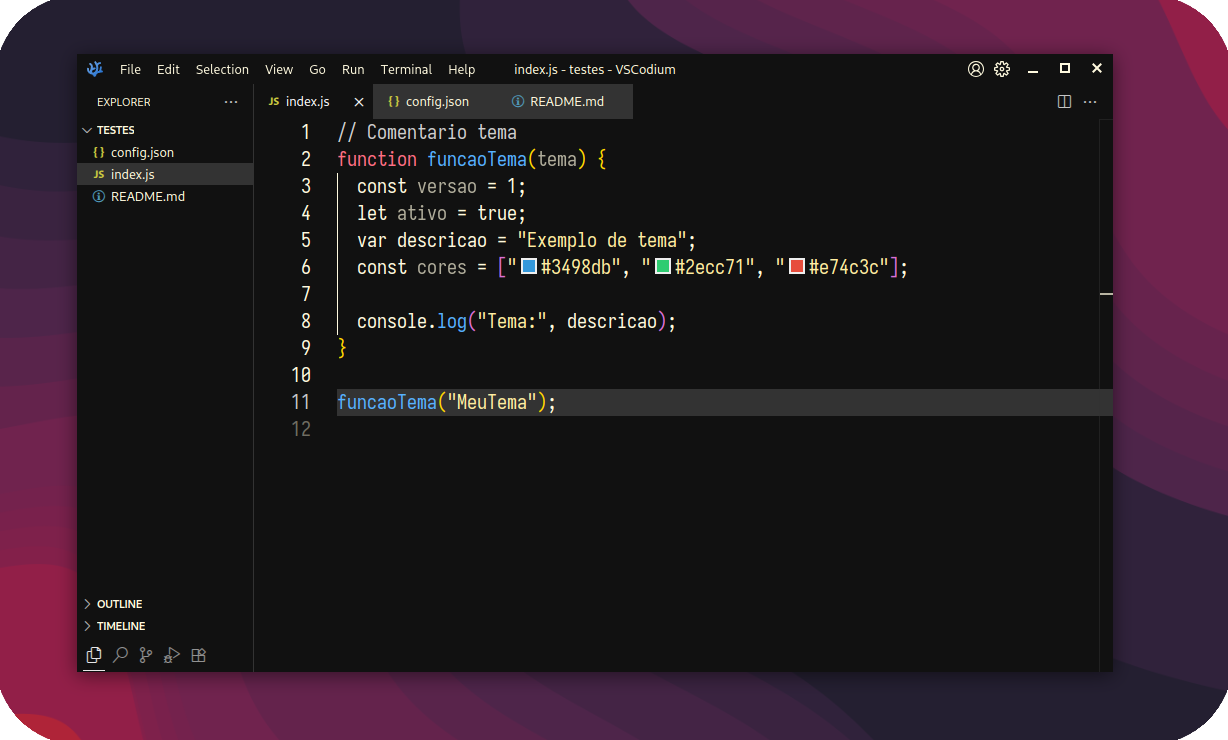 File Edit Selection View Go Run Terminal Help index.js - testes - VSCodium
EXPLORER ···
JS index.js × {} config.json README.md ···
TESTES
{} config.json
JS index.js
README.md
1 // Comentario tema
2 function funcaoTema(tema) {
3 const versao = 1;
4 let ativo = true;
5 var descricao = "Exemplo de tema";
6 const cores = ["#3498db", "#2ecc71", "#e74c3c"];
7
8 console.log("Tema:", descricao);
9 }
10
11 funcaoTema("MeuTema");
12
OUTLINE
TIMELINE